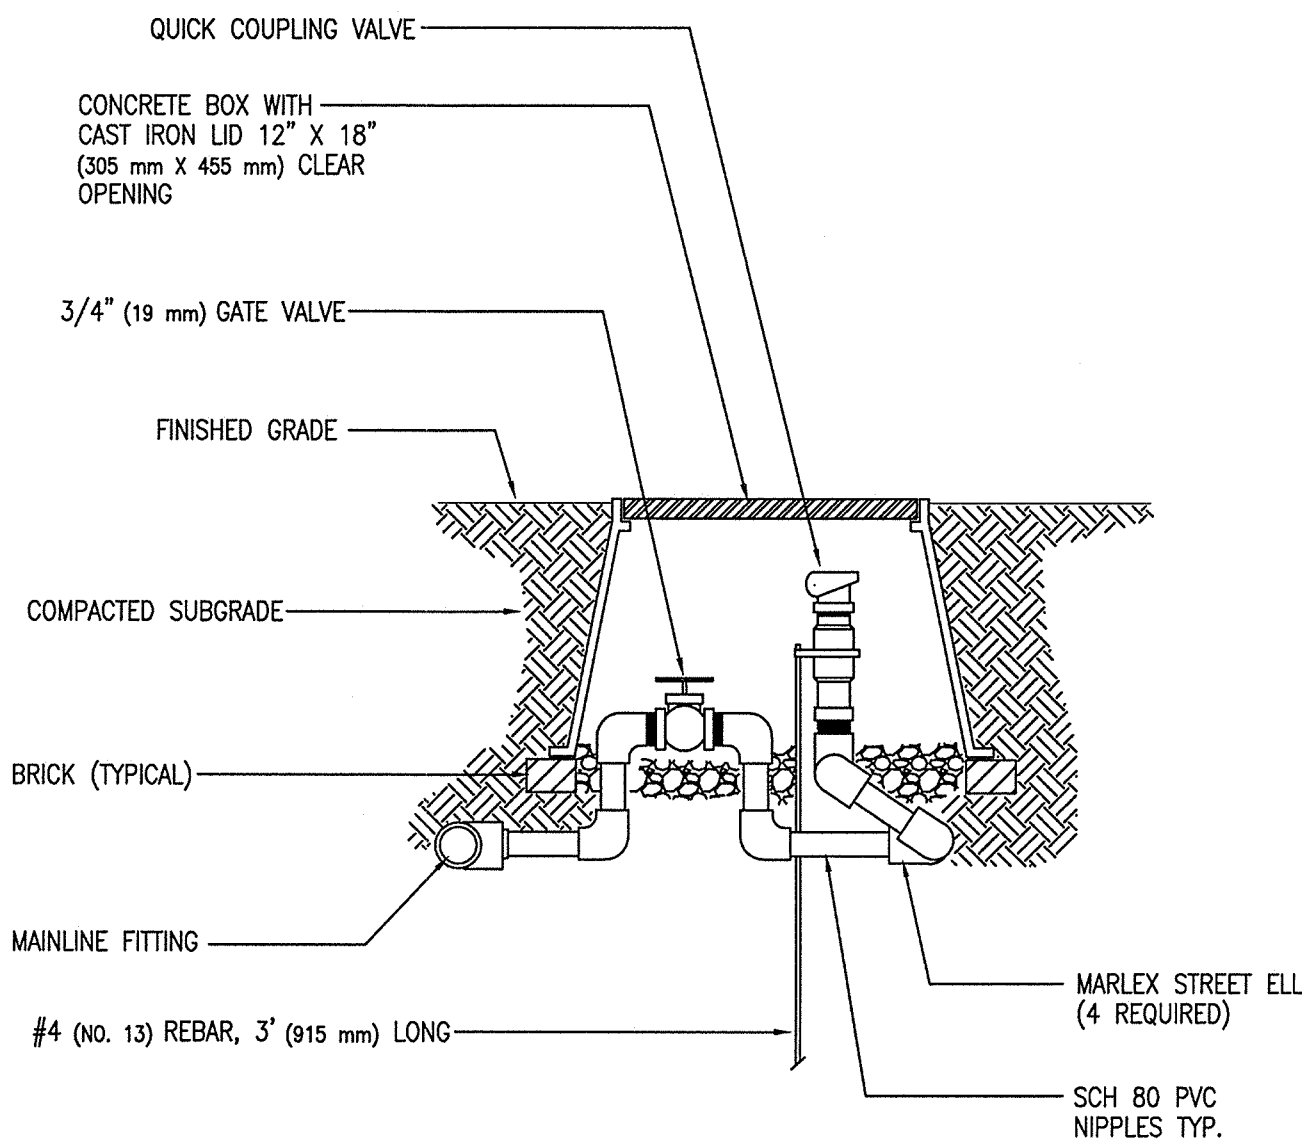 QUICK COUPLING VALVE
CONCRETE BOX WITH
CAST IRON LID 12" X 18"
(305 mm X 455 mm) CLEAR
OPENING
3/4" (19 mm) GATE VALVE
FINISHED GRADE
COMPACTED SUBGRADE
BRICK (TYPICAL)
MAINLINE FITTING
#4 (NO. 13) REBAR, 3' (915 mm) LONG
MARLEX STREET ELL
(4 REQUIRED)
SCH 80 PVC
NIPPLES TYP.